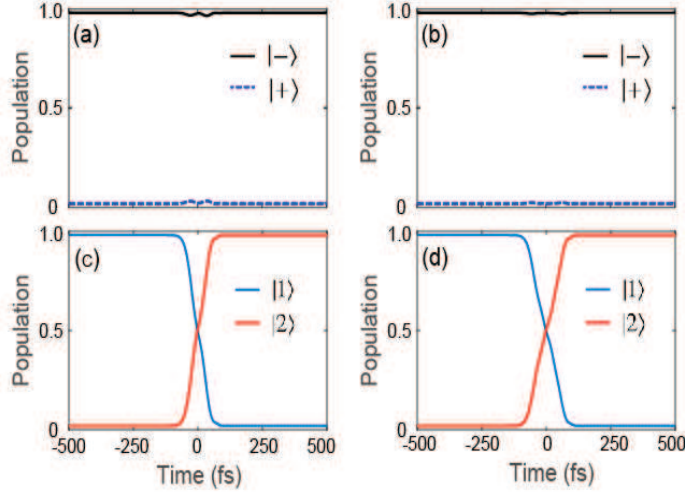 1.0
(a)
|−⟩
|+⟩
0.5
0
Population
1.0
(b)
|−⟩
|+⟩
0.5
0
Population
1.0
(c)
|1⟩
|2⟩
0.5
0
Population
-500 -250 0 250 500
Time (fs)
1.0
(d)
|1⟩
|2⟩
0.5
0
Population
-500 -250 0 250 500
Time (fs)